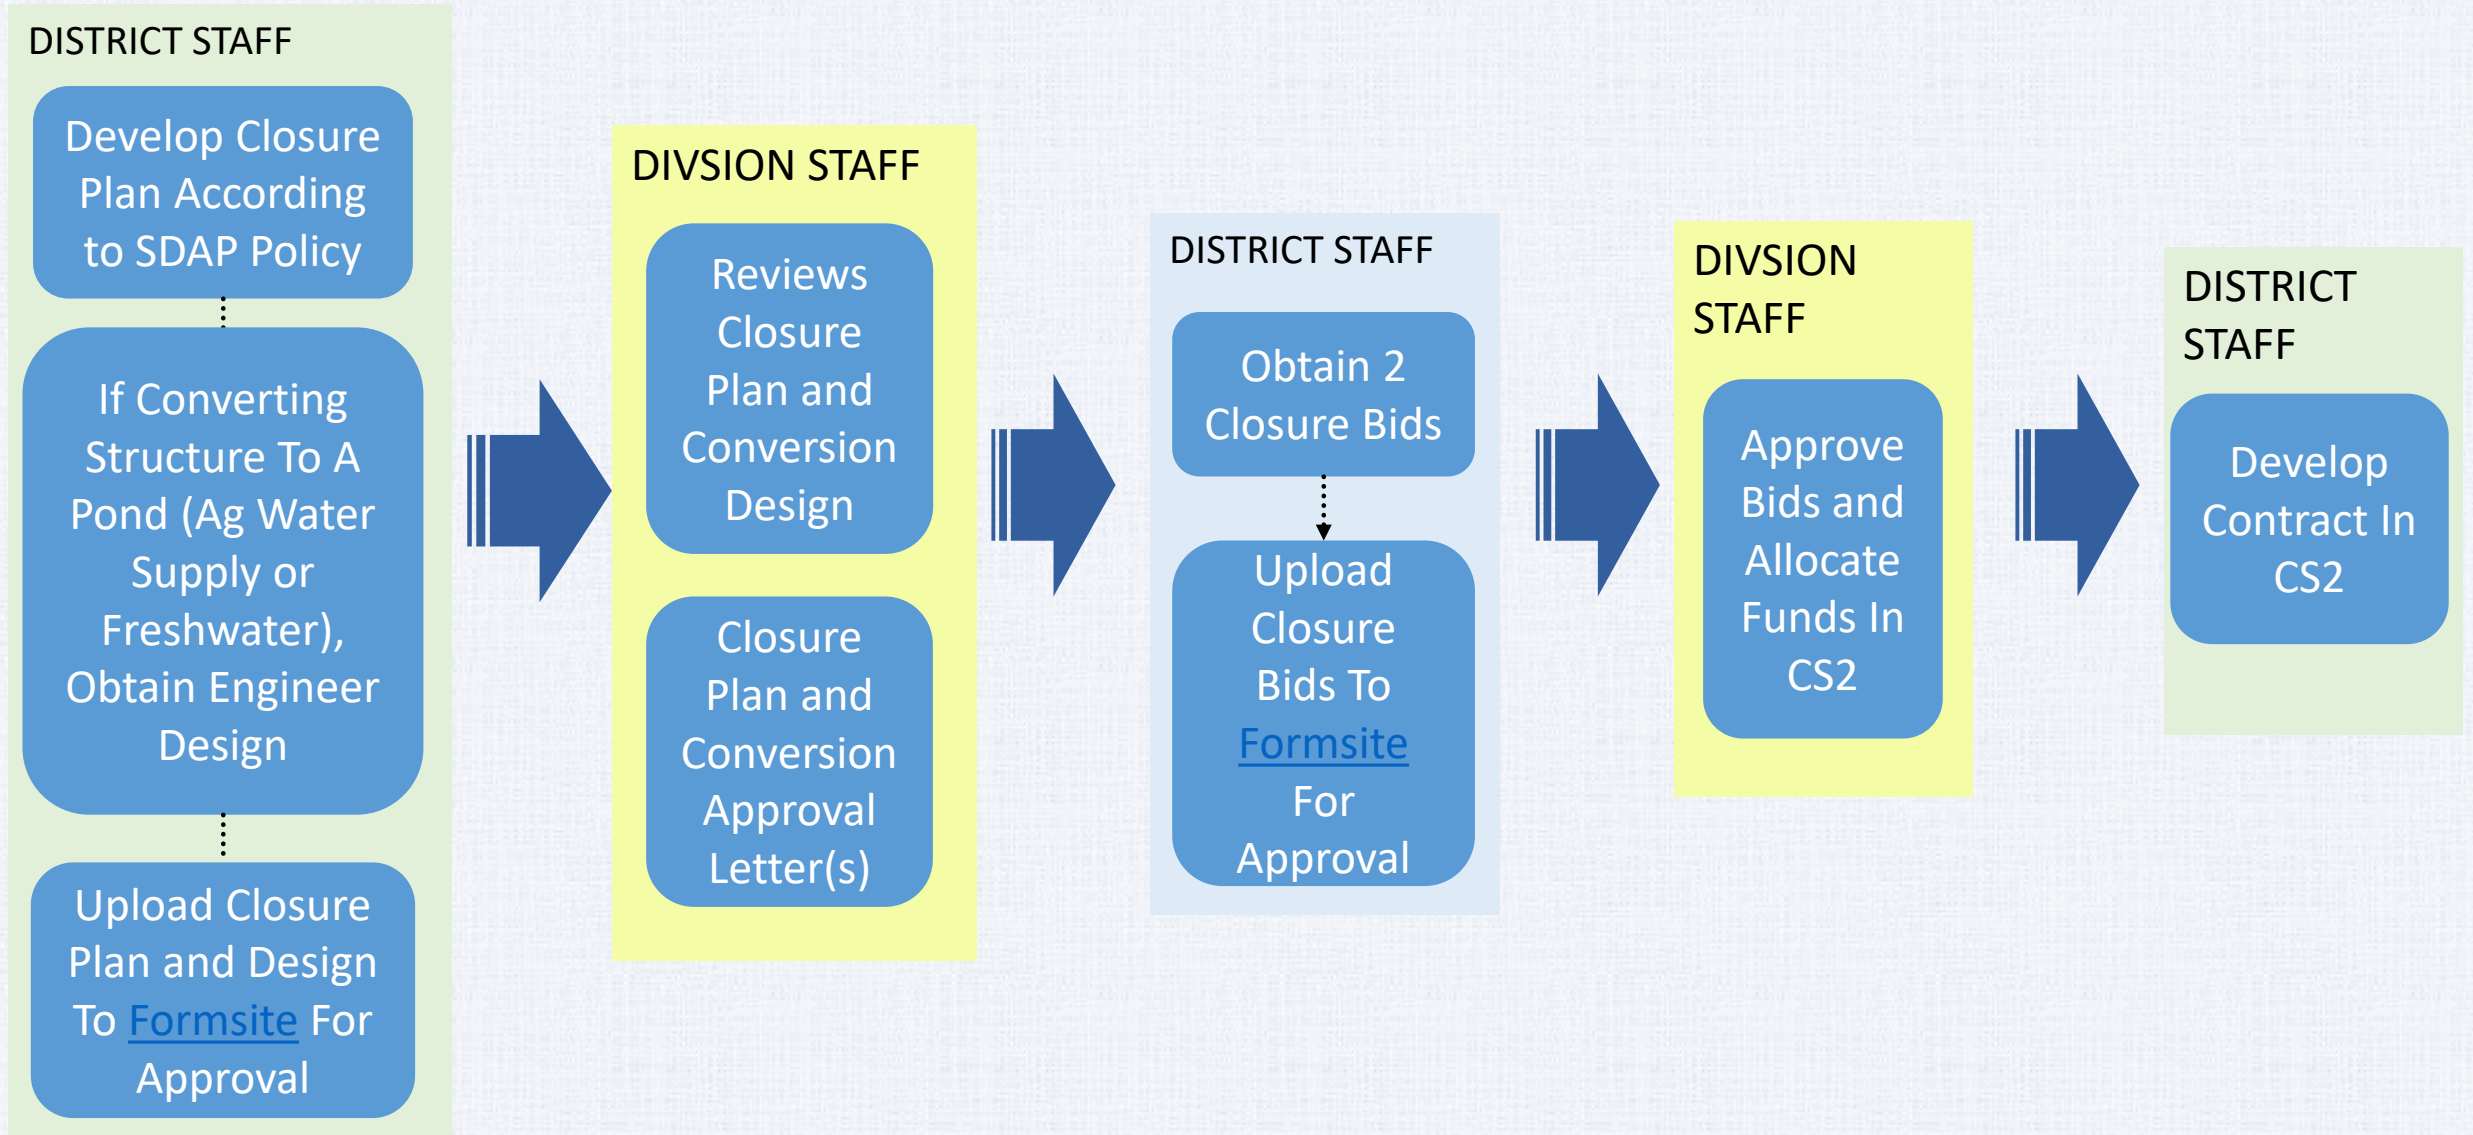 DISTRICT STAFF
Develop Closure
Plan According
to SDAP Policy
If Converting
Structure To A
Pond (Ag Water
Supply or
Freshwater),
Obtain Engineer
Design
Upload Closure
Plan and Design
To Formsite For
Approval
DIVSION STAFF
Reviews
Closure
Plan and
Conversion
Design
Closure
Plan and
Conversion
Approval
Letter(s)
DISTRICT STAFF
Obtain 2
Closure Bids
Upload
Closure
Bids To
Formsite
For
Approval
DIVSION
STAFF
Approve
Bids and
Allocate
Funds In
CS2
DISTRICT
STAFF
Develop
Contract In
CS2